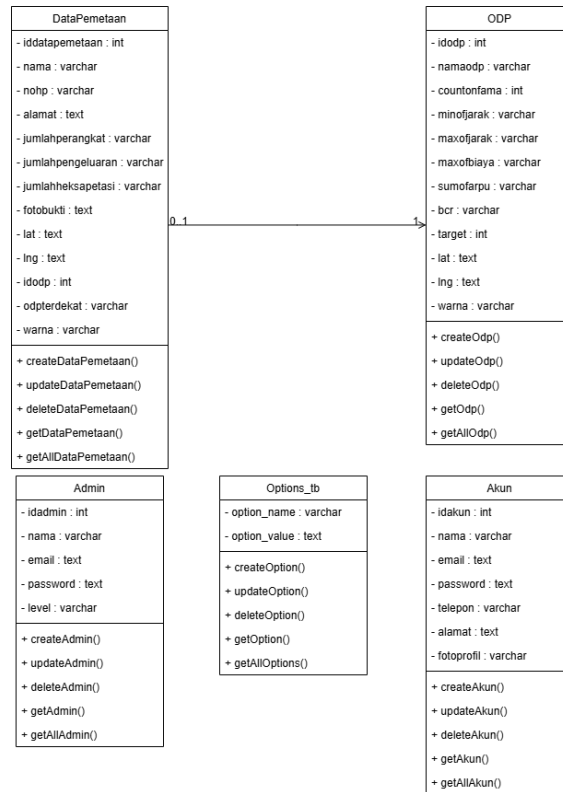 DataPemetaan
- iddatapemetaan : int
- nama : varchar
- nohp : varchar
- alamat : text
- jumlahperangkat : varchar
- jumlahpengeluaran : varchar
- jumlahheksapetasi : varchar
- fotobukti : text
- lat : text
- lng : text
- idodp : int
- odpterdekat : varchar
- warna : varchar
+ createDataPemetaan()
+ updateDataPemetaan()
+ deleteDataPemetaan()
+ getDataPemetaan()
+ getAllDataPemetaan()
0..1
1
ODP
- idodp : int
- namaodp : varchar
- countonfama : int
- minofjarak : varchar
- maxofjarak : varchar
- maxofbiaya : varchar
- sumofarpu : varchar
- bcr : varchar
- target : int
- lat : text
- lng : text
- warna : varchar
+ createOdp()
+ updateOdp()
+ deleteOdp()
+ getOdp()
+ getAllOdp()
Admin
- idadmin : int
- nama : varchar
- email : text
- password : text
- level : varchar
+ createAdmin()
+ updateAdmin()
+ deleteAdmin()
+ getAdmin()
+ getAllAdmin()
Options_tb
- option_name : varchar
- option_value : text
+ createOption()
+ updateOption()
+ deleteOption()
+ getOption()
+ getAllOptions()
Akun
- idakun : int
- nama : varchar
- email : text
- password : text
- telepon : varchar
- alamat : text
- fotoprofil : varchar
+ createAkun()
+ updateAkun()
+ deleteAkun()
+ getAkun()
+ getAllAkun()